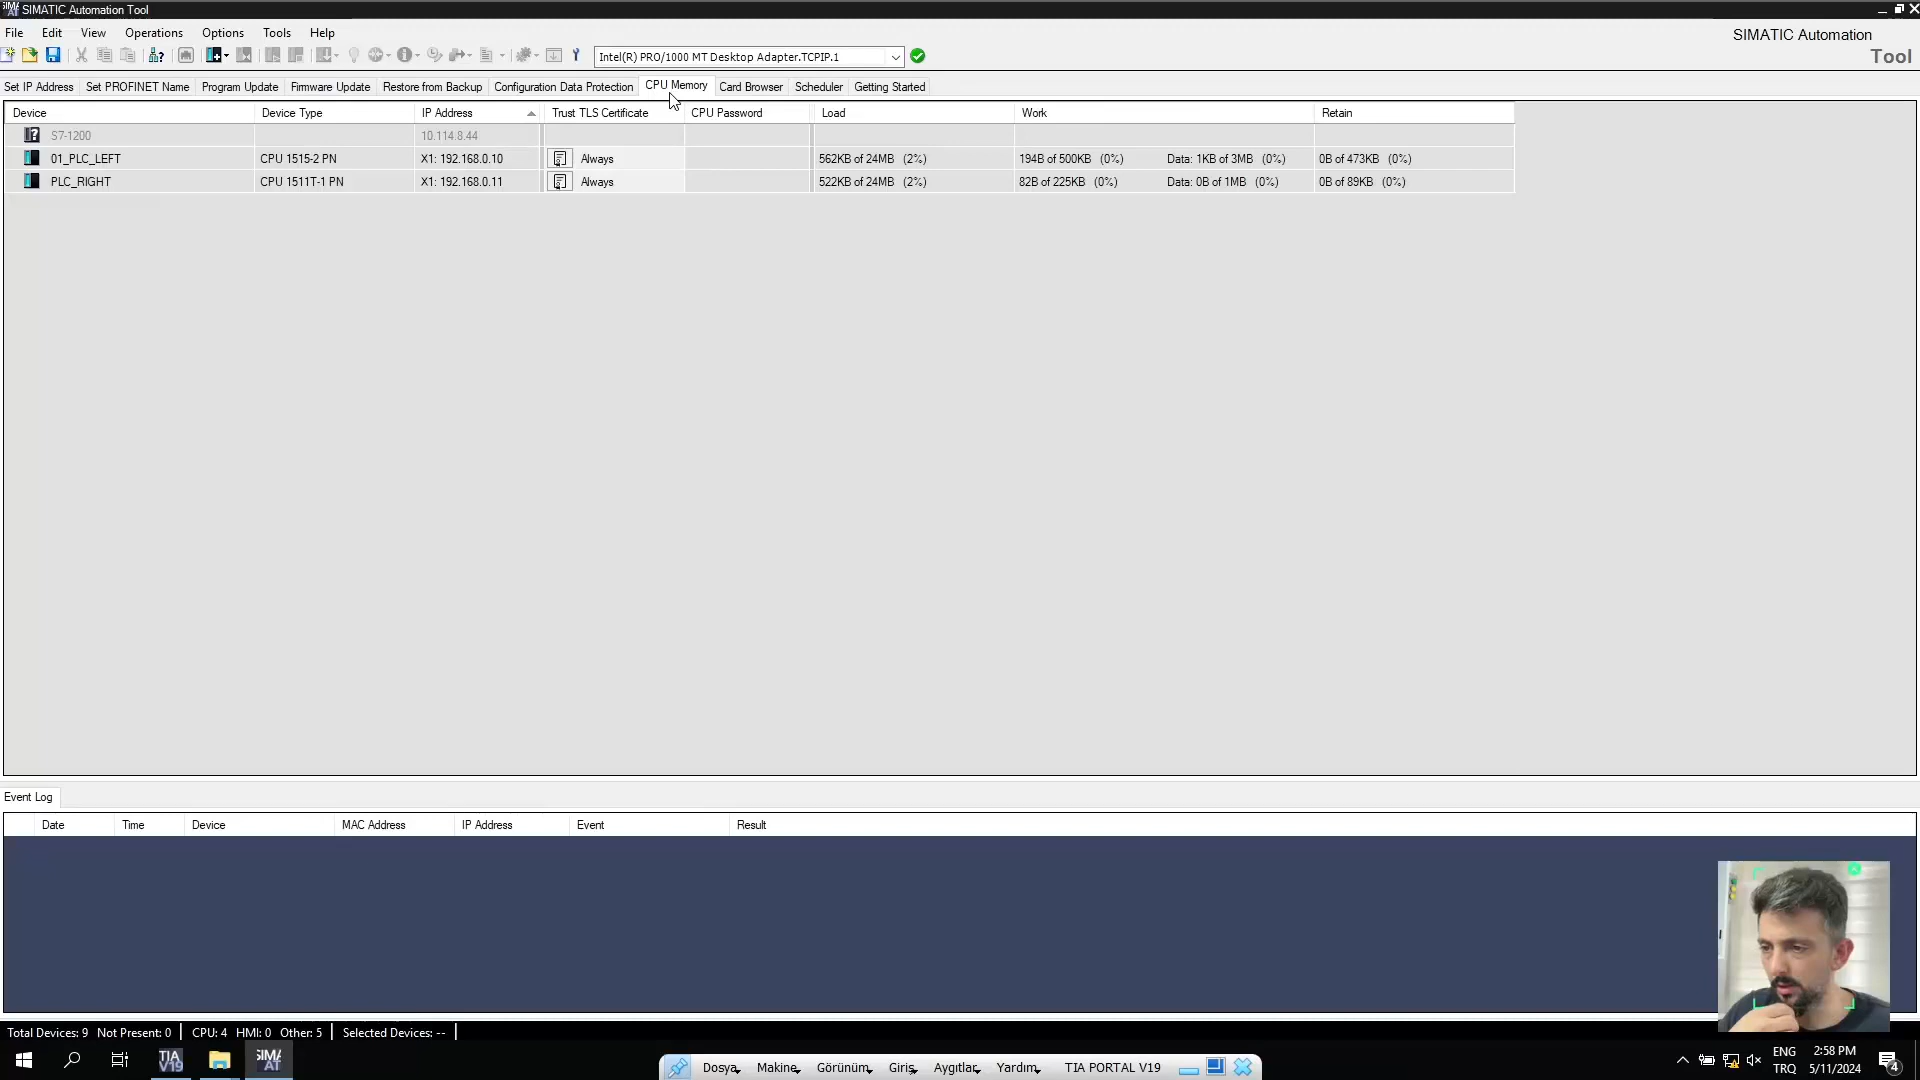 SIMATIC Automation Tool
File Edit View Operations Options Tools Help
SIMATIC Automation
Tool
Intel(R) PRO/1000 MT Desktop Adapter.TCPIP.1
Set IP Address Set PROFINET Name Program Update Firmware Update Restore from Backup Configuration Data Protection CPU Memory Card Browser Scheduler Getting Started
Device Device Type IP Address Trust TLS Certificate CPU Password Load Work Retain
S7-1200 10.114.8.44
01_PLC_LEFT CPU 1515-2 PN X1: 192.168.0.10 Always 562KB of 24MB (2%) 194B of 500KB (0%) Data: 1KB of 3MB (0%) 0B of 473KB (0%)
PLC_RIGHT CPU 1511T-1 PN X1: 192.168.0.11 Always 522KB of 24MB (2%) 82B of 225KB (0%) Data: 0B of 1MB (0%) 0B of 89KB (0%)
Event Log
Date Time Device MAC Address IP Address Event Result
Total Devices: 9 Not Present: 0 CPU: 4 HMI: 0 Other: 5 Selected Devices: --
TIA V19
SIM AT
Dosya Makine Görünüm Giriş Aygıtlar Yardım TIA PORTAL V19
ENG 2:58 PM
TRQ 5/11/2024
4